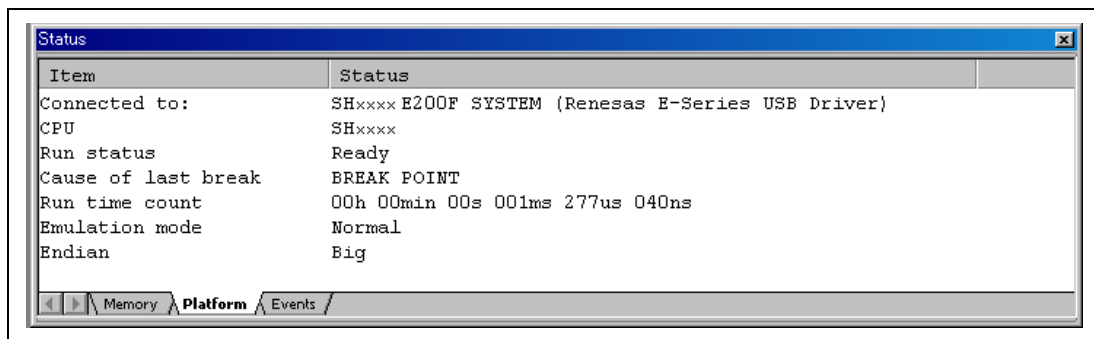 Status
Item Status
Connected to: SHxxxx E200F SYSTEM (Renesas E-Series USB Driver)
CPU SHxxxx
Run status Ready
Cause of last break BREAK POINT
Run time count 00h 00min 00s 001ms 277us 040ns
Emulation mode Normal
Endian Big
Memory Platform Events